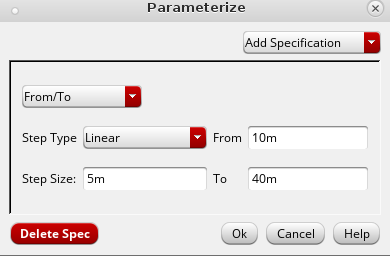 Parameterize
Add Specification
From/To
Step Type Linear From 10m
Step Size: 5m To 40m
Delete Spec Ok Cancel Help